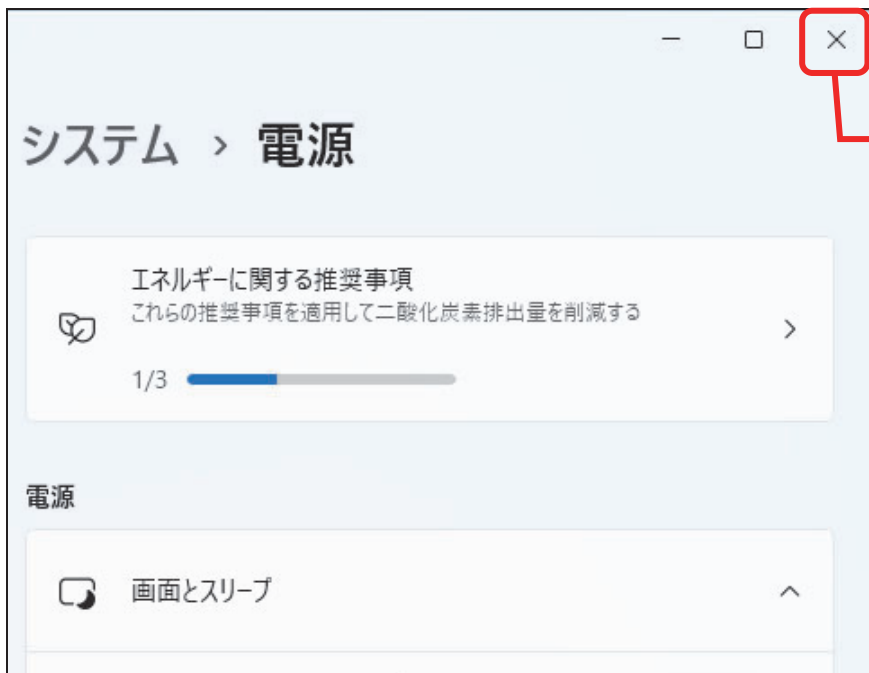 システム › 電源
エネルギーに関する推奨事項
これらの推奨事項を適用して二酸化炭素排出量を削減する
1/3
電源
画面とスリープ